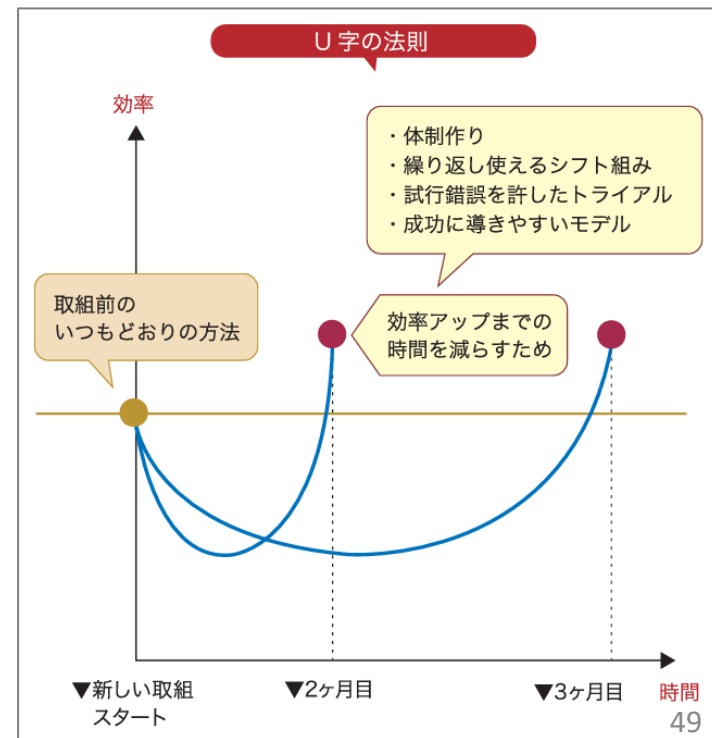 U字の法則
効率
・体制作り
・繰り返し使えるシフト組み
・試行錯誤を許したトライアル
・成功に導きやすいモデル
取組前の
いつもどおりの方法
効率アップまでの
時間を減らすため
▼新しい取組
スタート
▼2ヶ月目
▼3ヶ月目
時間
49